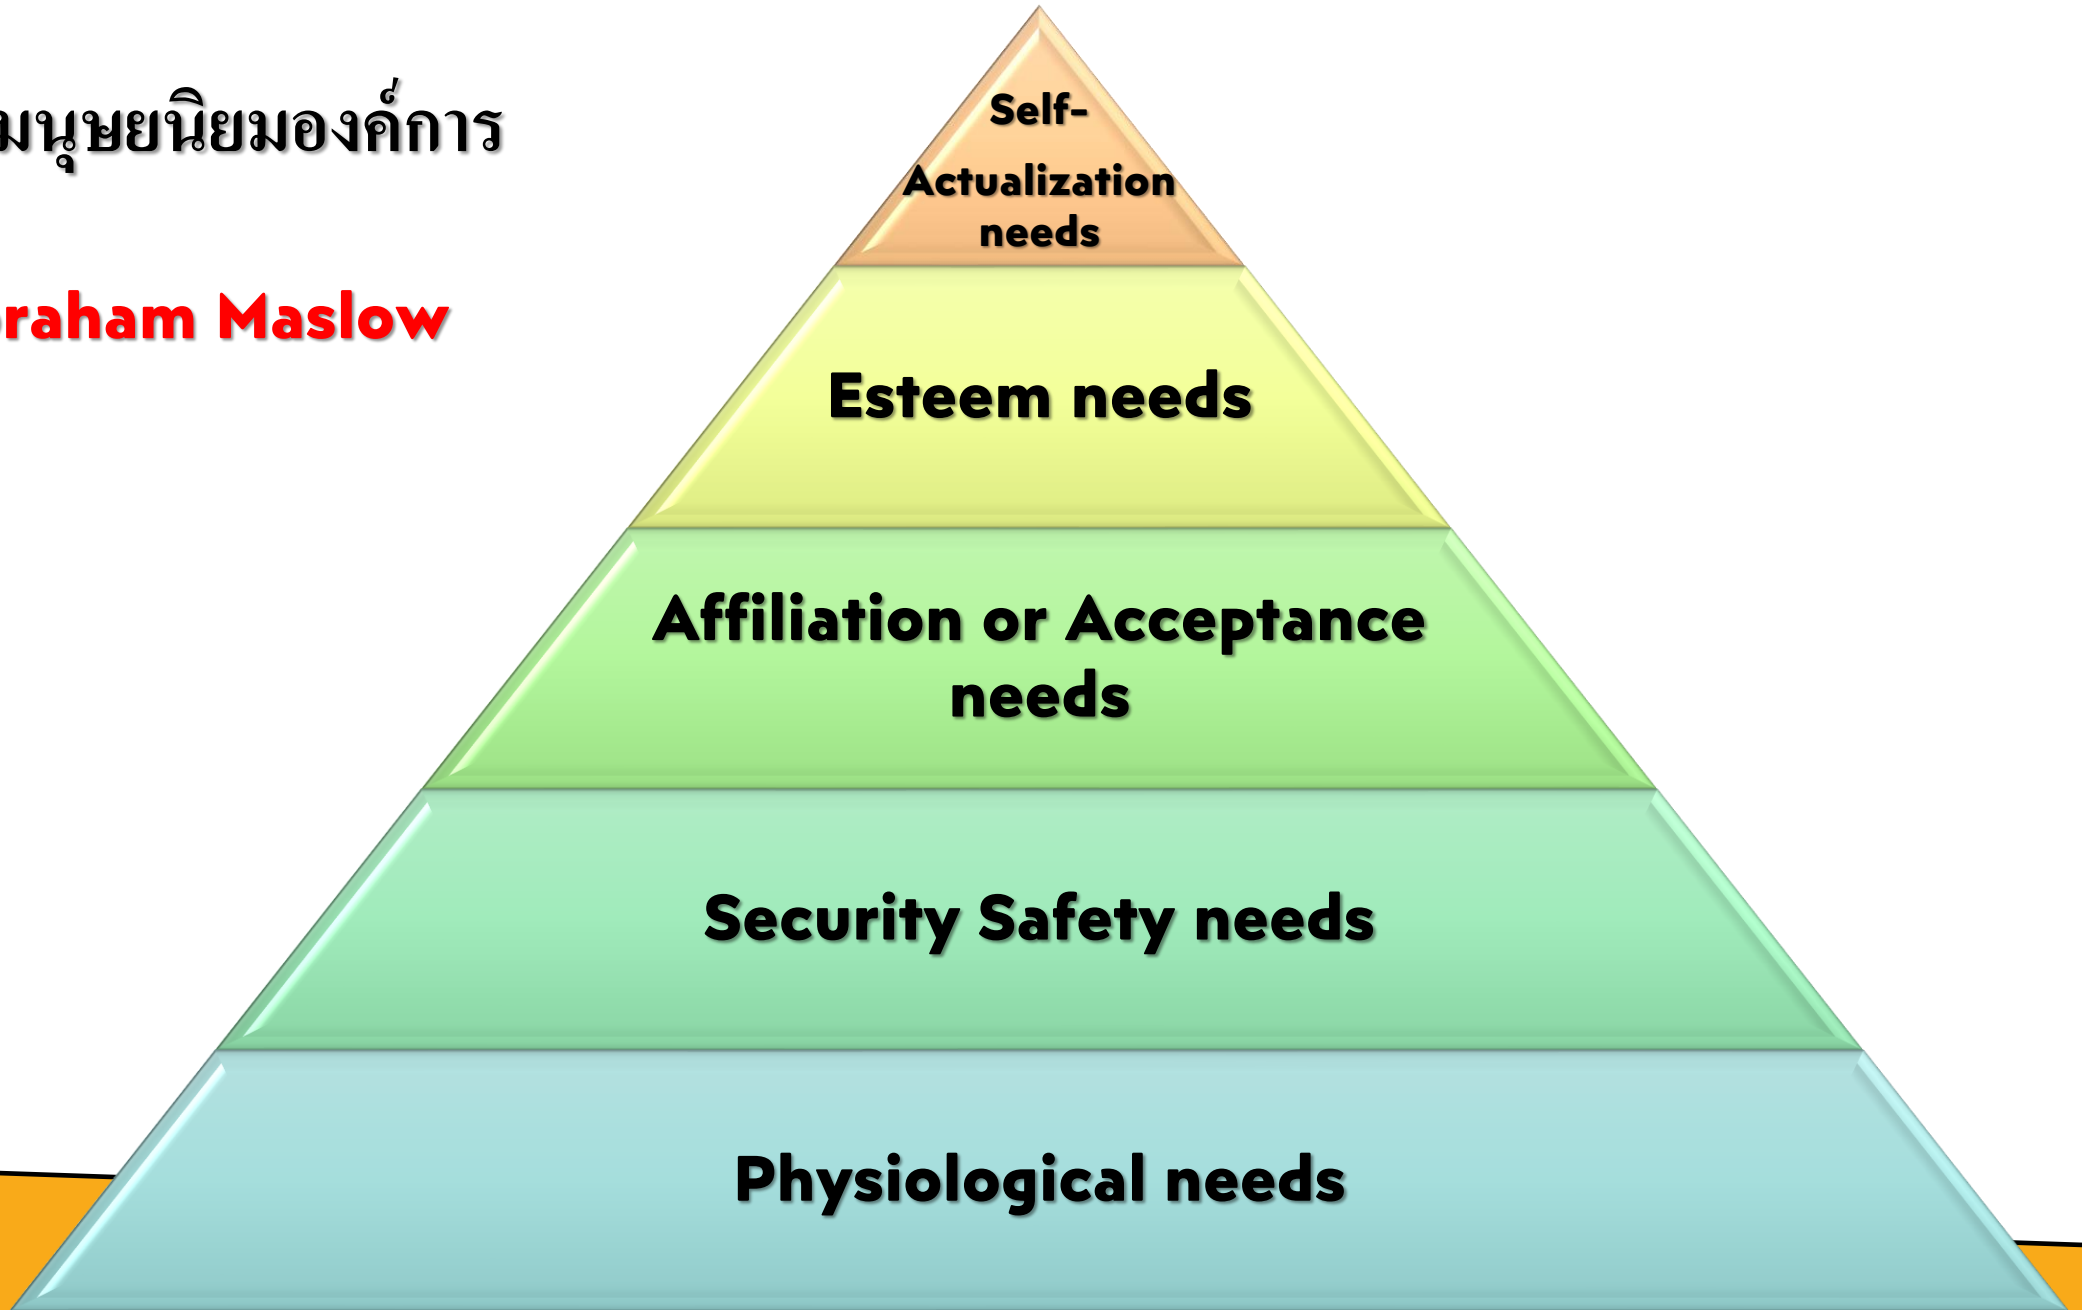 มนุษยนิยมองค์การ
raham Maslow
Self-
Actualization
needs
Esteem needs
Affiliation or Acceptance
needs
Security Safety needs
Physiological needs